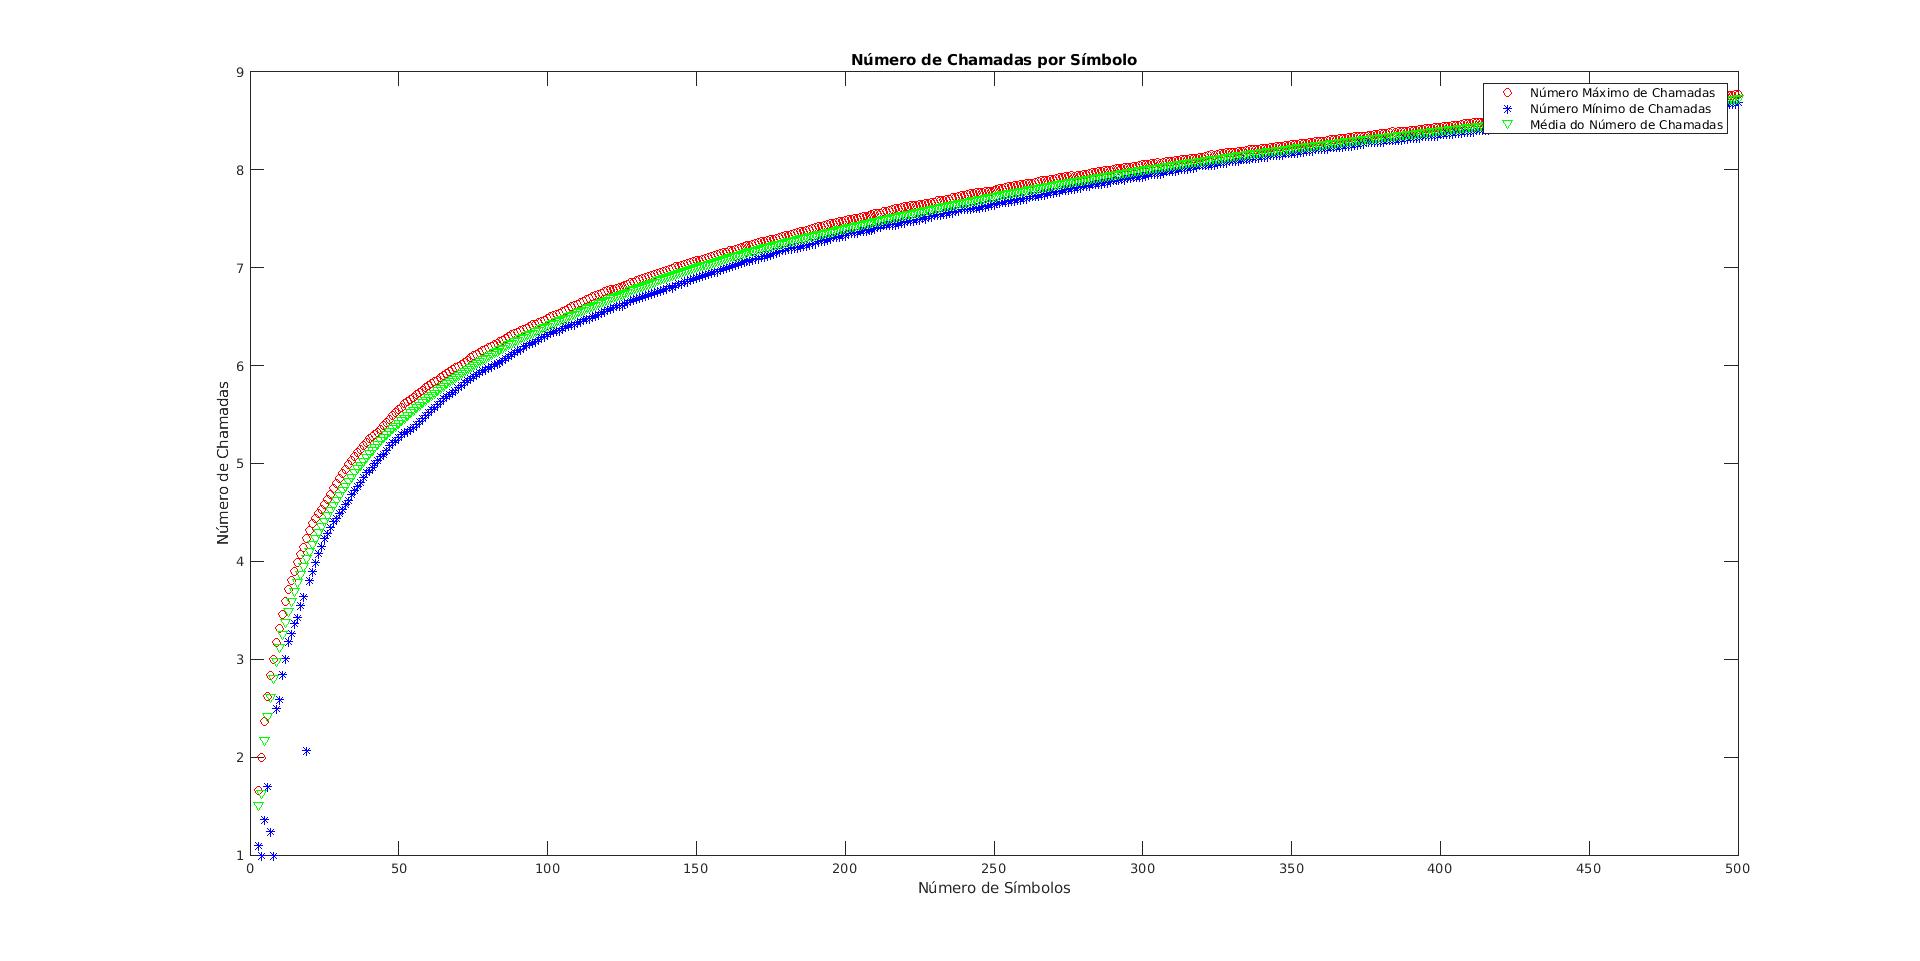 Número de Chamadas por Símbolo
Número Máximo de Chamadas
Número Mínimo de Chamadas
Média do Número de Chamadas
Número de Chamadas
9
8
7
6
5
4
3
2
1
0 50 100 150 200 250 300 350 400 450 500
Número de Símbolos